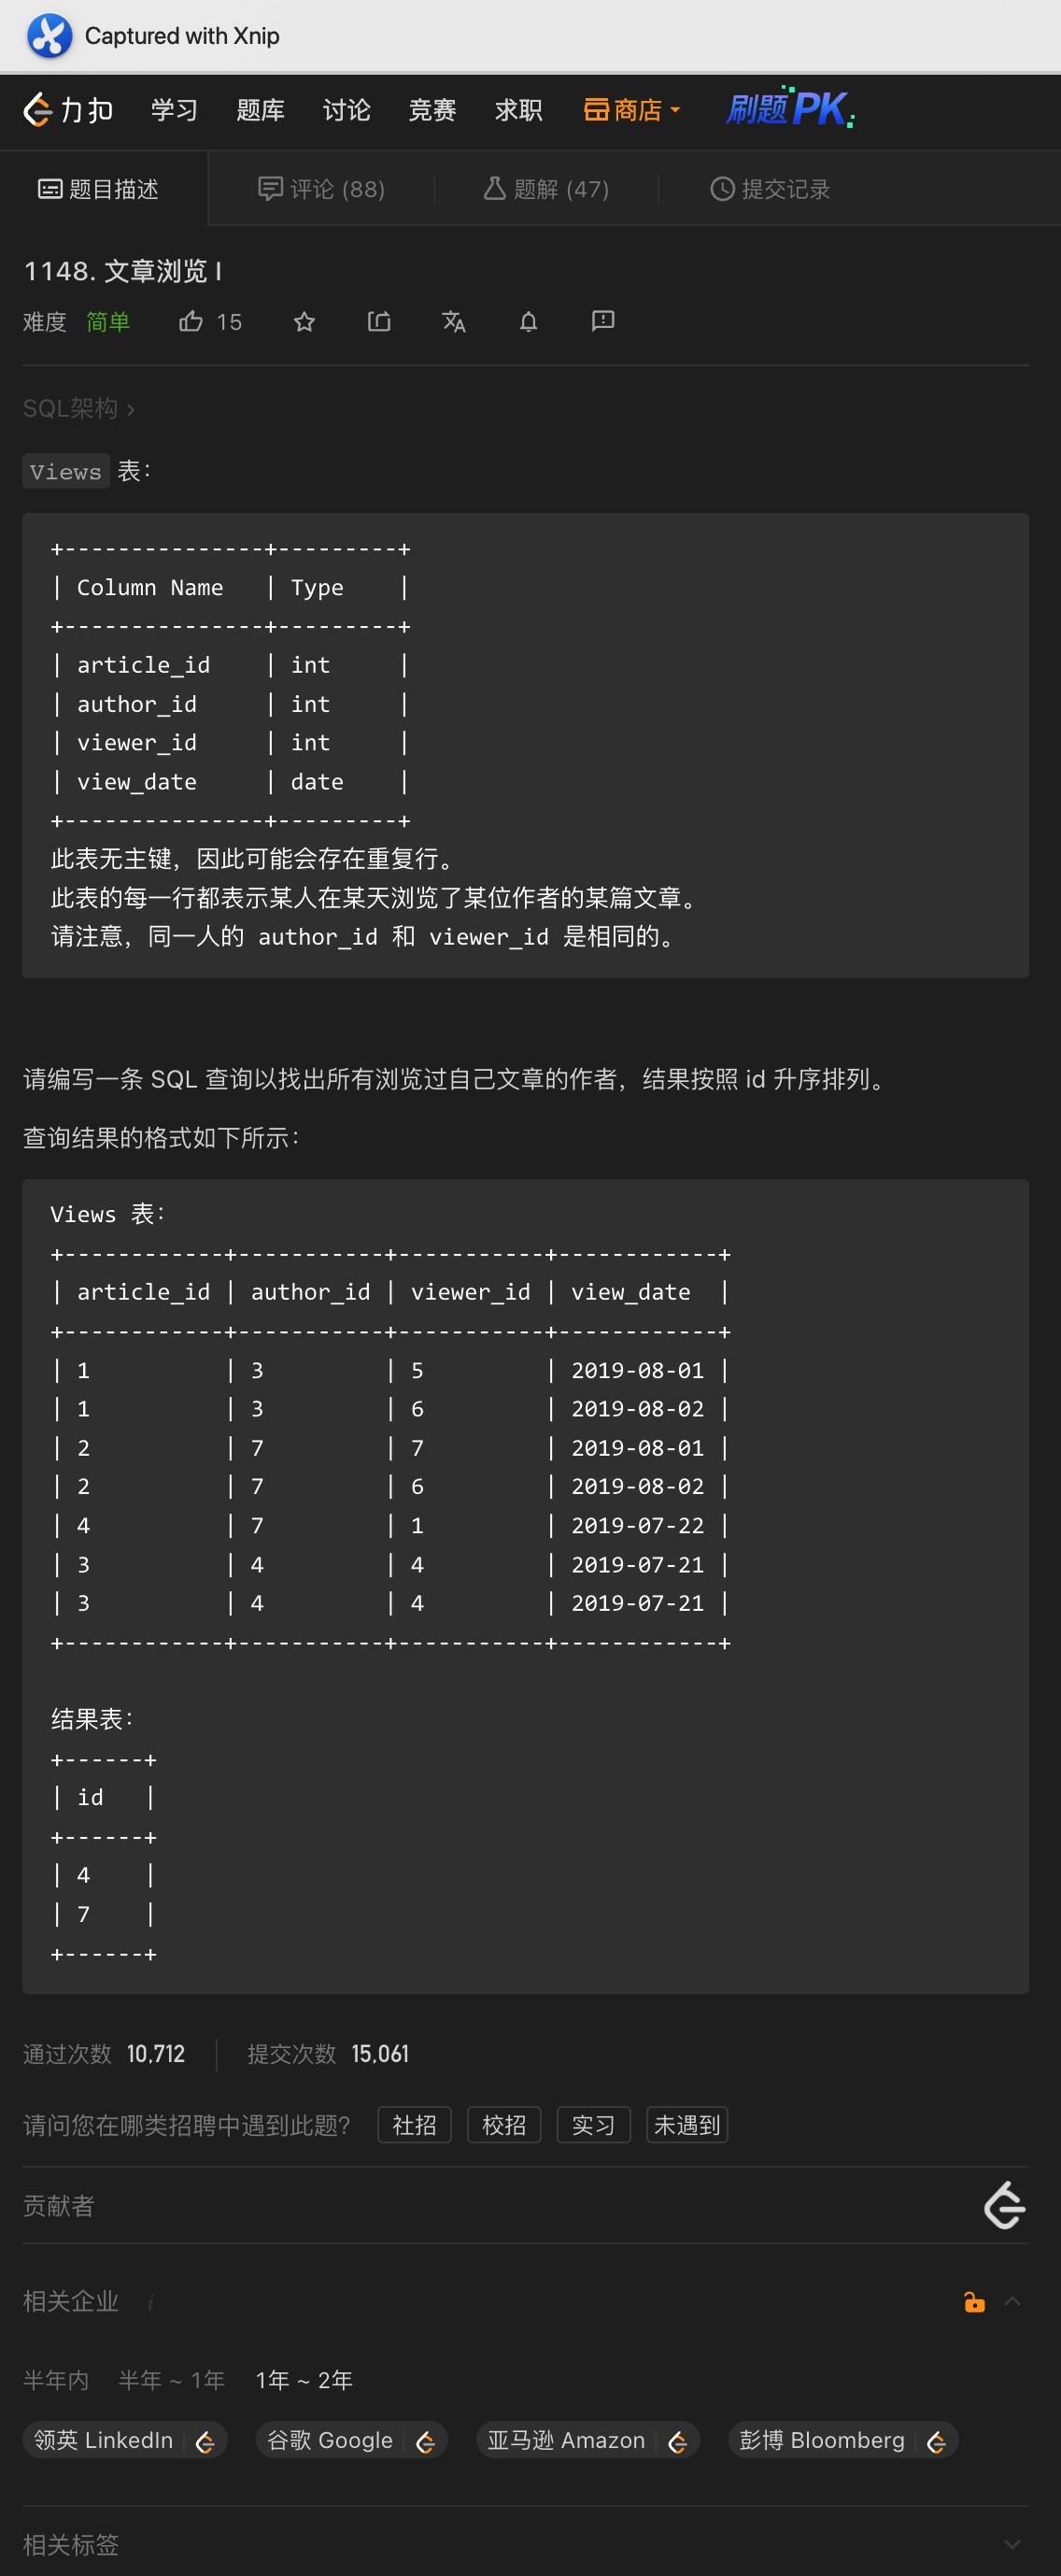 Captured with Xnip
力扣 学习 题库 讨论 竞赛 求职 商店 刷题PK
题目描述 评论 (88) 题解 (47) 提交记录
1148. 文章浏览 I
难度 简单 15
SQL架构 ›
Views 表：
+---------------+---------+
| Column Name   | Type    |
+---------------+---------+
| article_id    | int     |
| author_id     | int     |
| viewer_id     | int     |
| view_date     | date    |
+---------------+---------+
此表无主键，因此可能会存在重复行。
此表的每一行都表示某人在某天浏览了某位作者的某篇文章。
请注意，同一人的 author_id 和 viewer_id 是相同的。
请编写一条 SQL 查询以找出所有浏览过自己文章的作者，结果按照 id 升序排列。
查询结果的格式如下所示：
Views 表：
+------------+-----------+-----------+------------+
| article_id | author_id | viewer_id | view_date  |
+------------+-----------+-----------+------------+
| 1          | 3         | 5         | 2019-08-01 |
| 1          | 3         | 6         | 2019-08-02 |
| 2          | 7         | 7         | 2019-08-01 |
| 2          | 7         | 6         | 2019-08-02 |
| 4          | 7         | 1         | 2019-07-22 |
| 3          | 4         | 4         | 2019-07-21 |
| 3          | 4         | 4         | 2019-07-21 |
+------------+-----------+-----------+------------+
结果表：
+------+
| id   |
+------+
| 4    |
| 7    |
+------+
通过次数 10,712 提交次数 15,061
请问您在哪类招聘中遇到此题? 社招 校招 实习 未遇到
贡献者
相关企业 i
半年内 半年 ~ 1年 1年 ~ 2年
领英 LinkedIn 谷歌 Google 亚马逊 Amazon 彭博 Bloomberg
相关标签